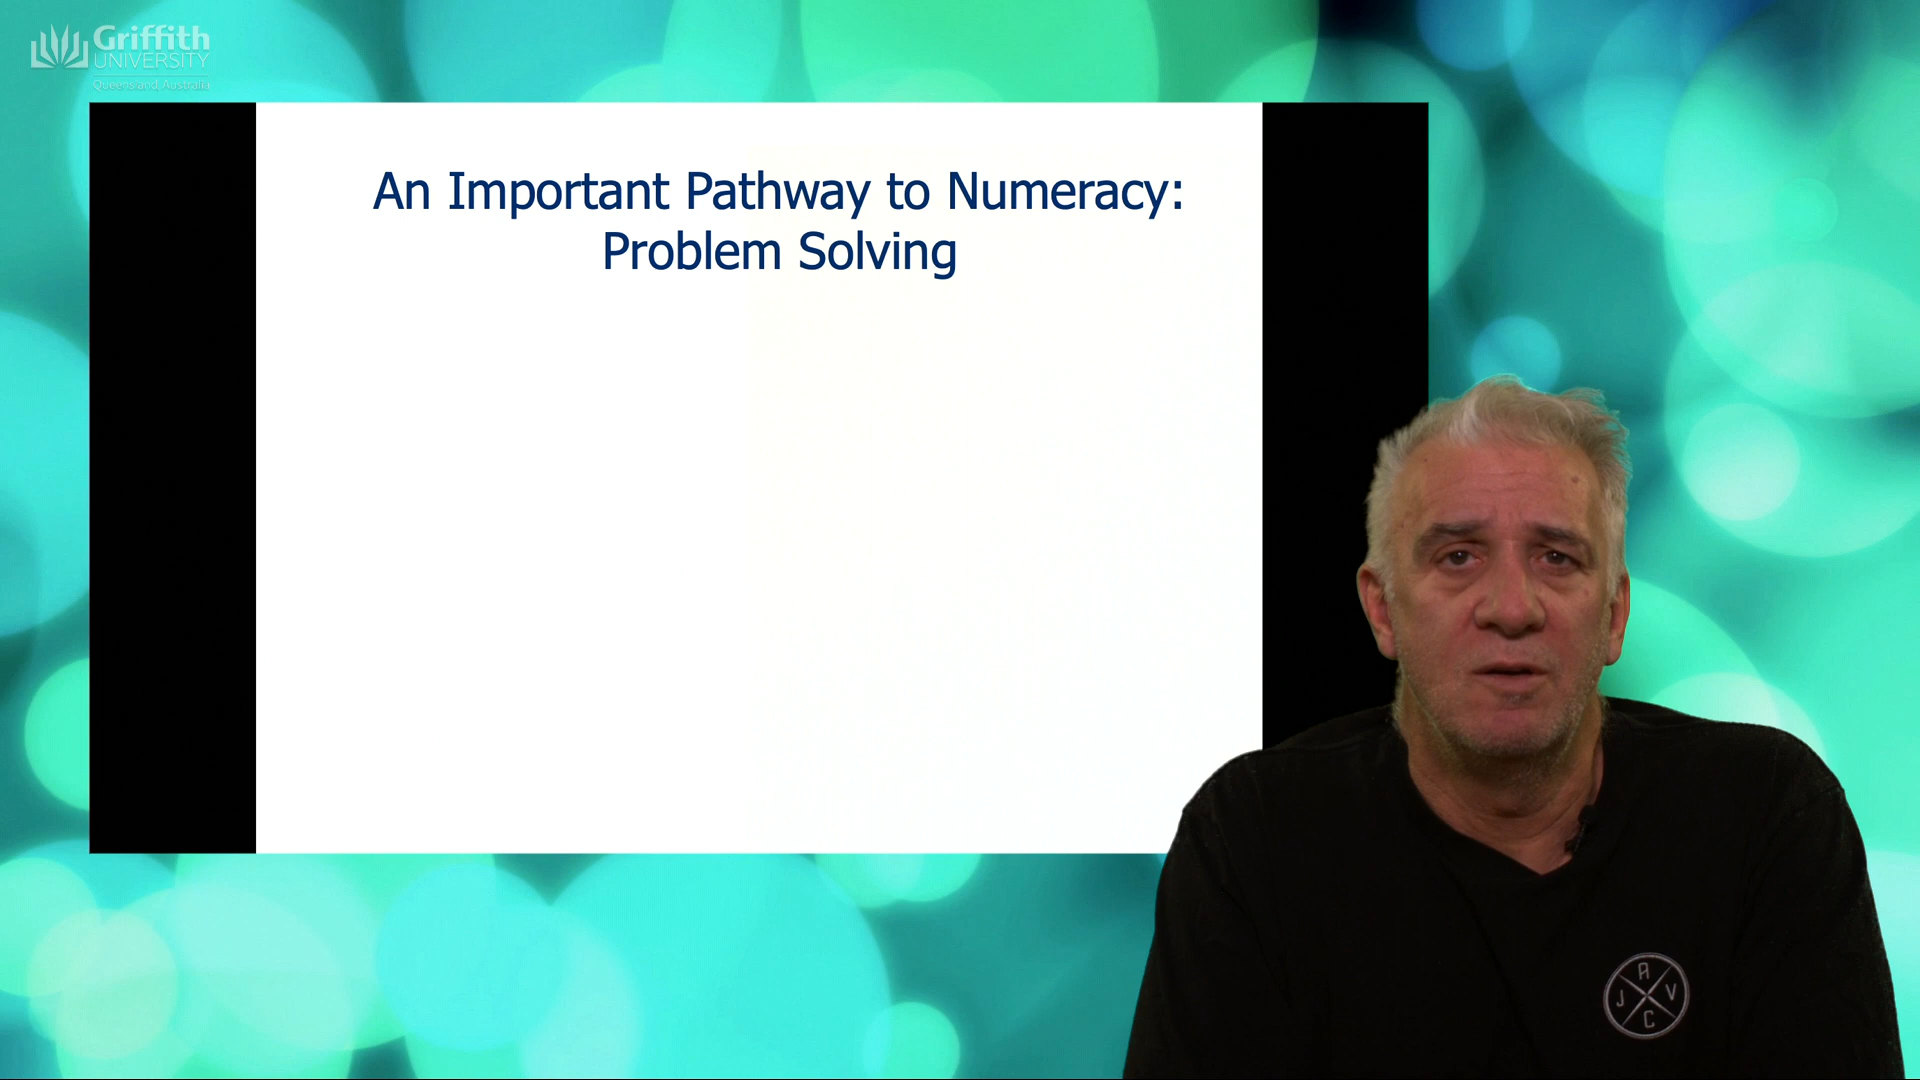 Griffith
UNIVERSITY
Queensland, Australia
An Important Pathway to Numeracy:
Problem Solving
A
J V
C